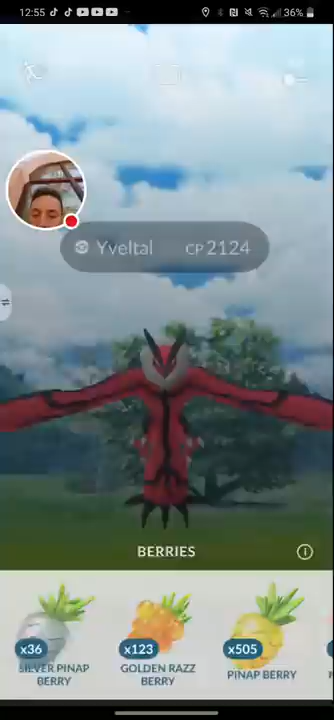 12:55
36%
Yveltal CP 2124
BERRIES
x36
SILVER PINAP
BERRY
x123
GOLDEN RAZZ
BERRY
x505
PINAP BERRY